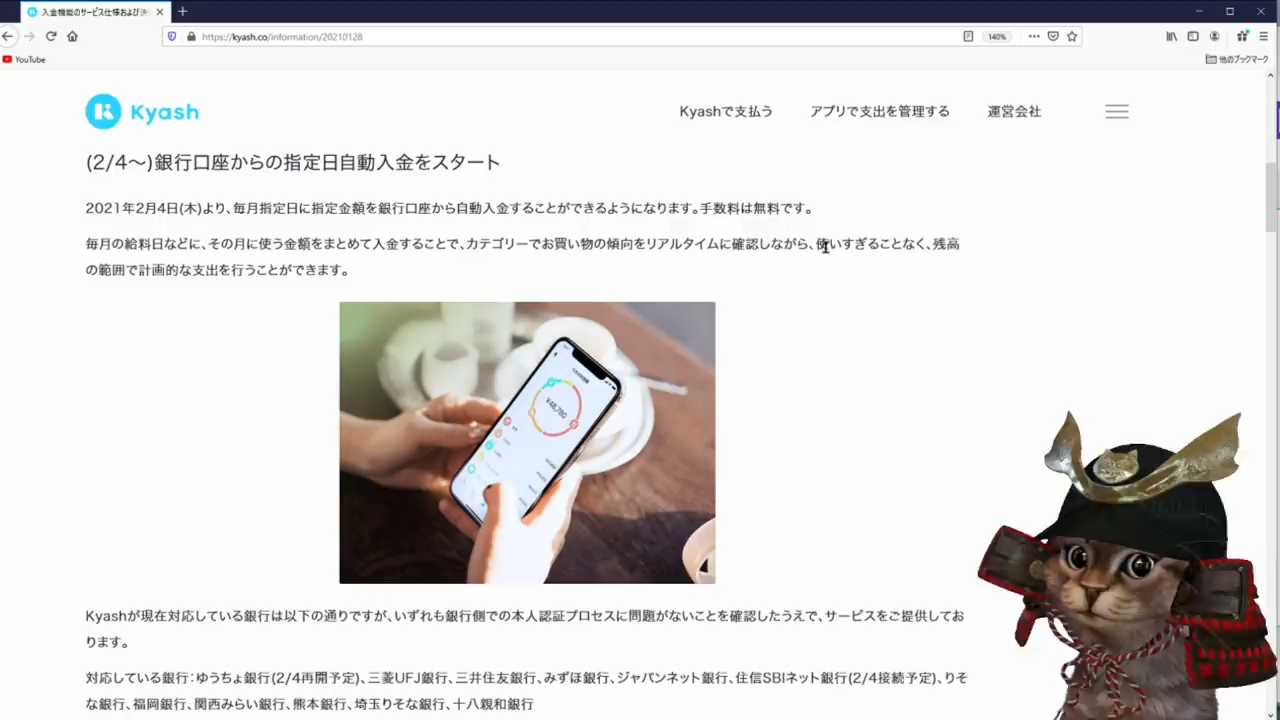 入金機能のサービス仕様および決
https://kyash.co/information/20210128
140%
YouTube
他のブックマーク
Kyash
Kyashで支払う
アプリで支出を管理する
運営会社
(2/4〜)銀行口座からの指定日自動入金をスタート
2021年2月4日(木)より、毎月指定日に指定金額を銀行口座から自動入金することができるようになります。手数料は無料です。
毎月の給料日などに、その月に使う金額をまとめて入金することで、カテゴリーでお買い物の傾向をリアルタイムに確認しながら、使いすぎることなく、残高
の範囲で計画的な支出を行うことができます。
¥48,760
Kyashが現在対応している銀行は以下の通りですが、いずれも銀行側での本人認証プロセスに問題がないことを確認したうえで、サービスをご提供してお
ります。
対応している銀行：ゆうちょ銀行(2/4再開予定)、三菱UFJ銀行、三井住友銀行、みずほ銀行、ジャパンネット銀行、住信SBIネット銀行(2/4接続予定)、りそ
な銀行、福岡銀行、関西みらい銀行、熊本銀行、埼玉りそな銀行、十八親和銀行